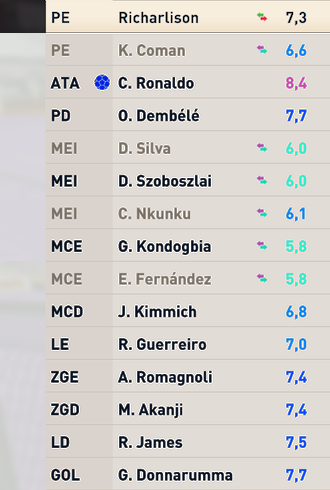 PE Richarlison 7,3
PE K. Coman 6,6
ATA C. Ronaldo 8,4
PD O. Dembélé 7,7
MEI D. Silva 6,0
MEI D. Szoboszlai 6,0
MEI C. Nkunku 6,1
MCE G. Kondogbia 5,8
MCE E. Fernández 5,8
MCD J. Kimmich 6,8
LE R. Guerreiro 7,0
ZGE A. Romagnoli 7,4
ZGD M. Akanji 7,4
LD R. James 7,5
GOL G. Donnarumma 7,7